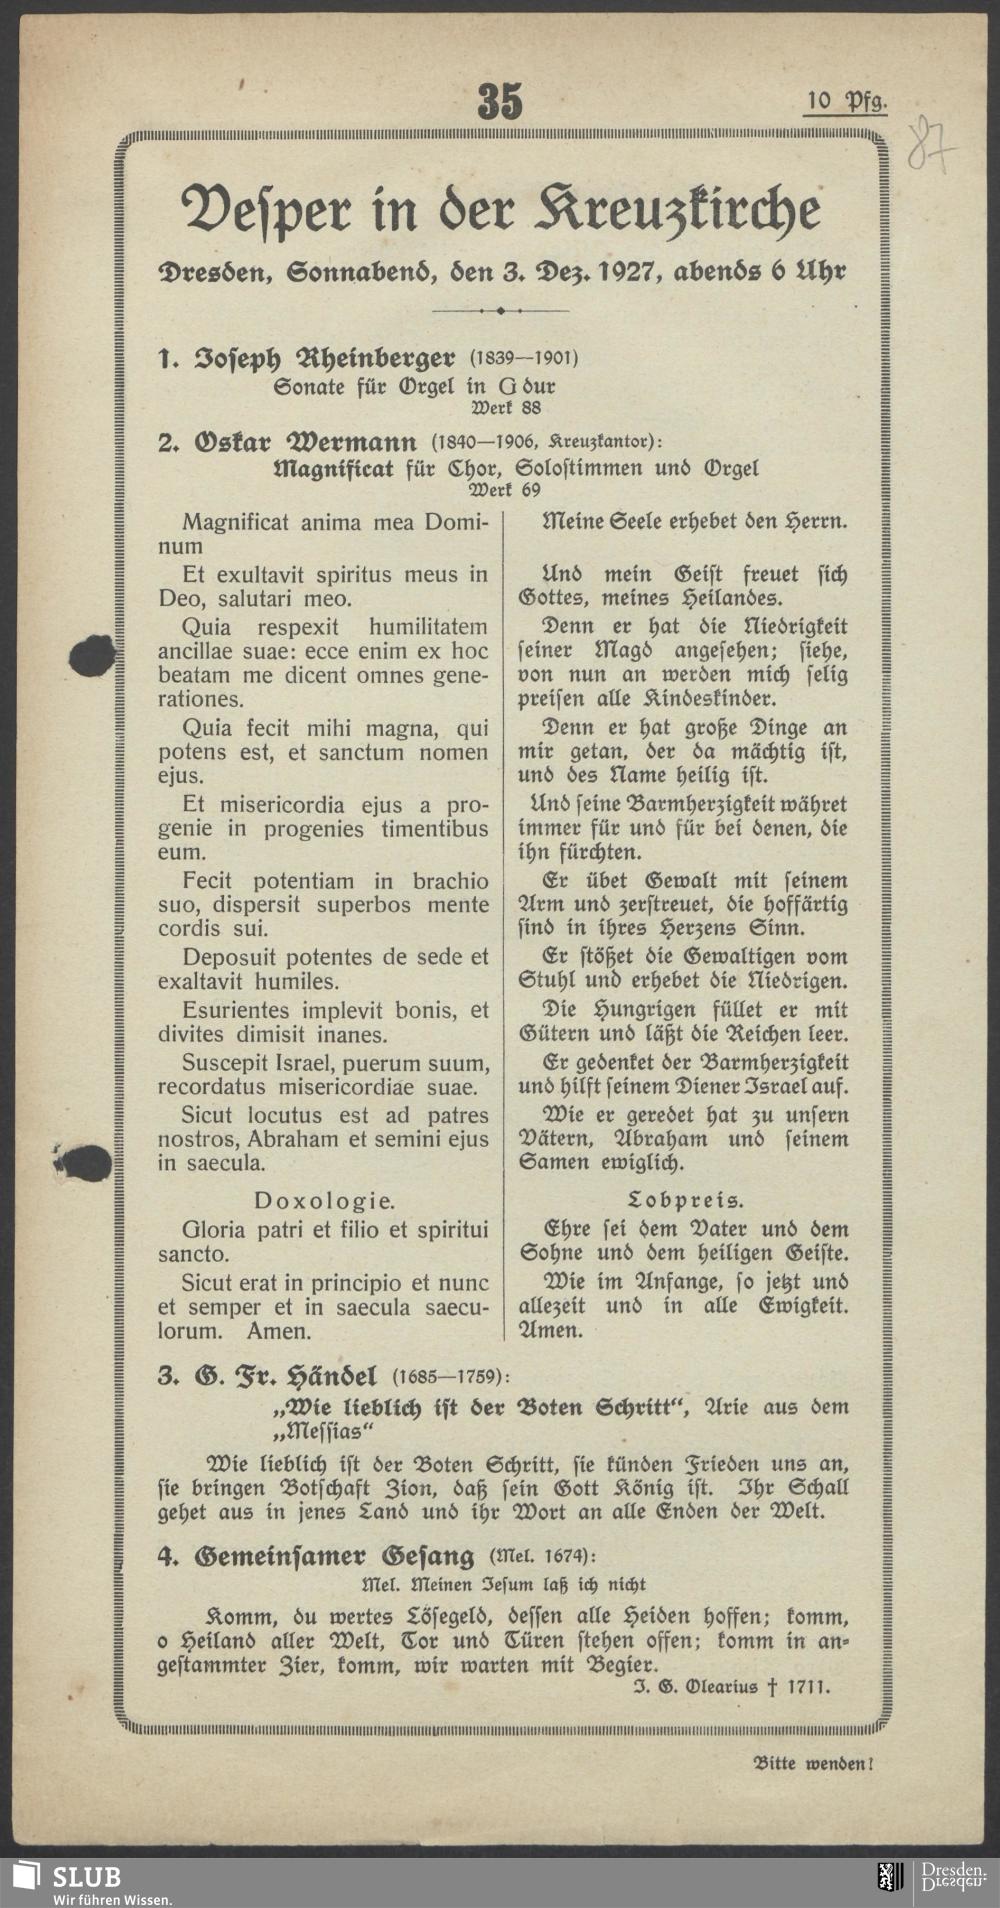 35
10 Pfg.
87
Vesper in der Kreuzkirche
Dresden, Sonnabend, den 3. Dez. 1927, abends 6 Uhr
1. Joseph Rheinberger (1839—1901)
Sonate für Orgel in G dur
Werk 88
2. Oskar Wermann (1840—1906, Kreuzkantor):
Magnificat für Chor, Solostimmen und Orgel
Werk 69
Magnificat anima mea Domi-
num
Et exultavit spiritus meus in
Deo, salutari meo.
Quia respexit humilitatem
ancillae suae: ecce enim ex hoc
beatam me dicent omnes gene-
rationes.
Quia fecit mihi magna, qui
potens est, et sanctum nomen
ejus.
Et misericordia ejus a pro-
genie in progenies timentibus
eum.
Fecit potentiam in brachio
suo, dispersit superbos mente
cordis sui.
Deposuit potentes de sede et
exaltavit humiles.
Esurientes implevit bonis, et
divites dimisit inanes.
Suscepit Israel, puerum suum,
recordatus misericordiae suae.
Sicut locutus est ad patres
nostros, Abraham et semini ejus
in saecula.
Doxologie.
Gloria patri et filio et spiritui
sancto.
Sicut erat in principio et nunc
et semper et in saecula saecu-
lorum. Amen.
Meine Seele erhebet den Herrn.
Und mein Geist freuet sich
Gottes, meines Heilandes.
Denn er hat die Niedrigkeit
seiner Magd angesehen; siehe,
von nun an werden mich selig
preisen alle Kindeskinder.
Denn er hat große Dinge an
mir getan, der da mächtig ist,
und des Name heilig ist.
Und seine Barmherzigkeit währet
immer für und für bei denen, die
ihn fürchten.
Er übet Gewalt mit seinem
Arm und zerstreuet, die hoffärtig
sind in ihres Herzens Sinn.
Er stößet die Gewaltigen vom
Stuhl und erhebet die Niedrigen.
Die Hungrigen füllet er mit
Gütern und läßt die Reichen leer.
Er gedenket der Barmherzigkeit
und hilft seinem Diener Israel auf.
Wie er geredet hat zu unsern
Vätern, Abraham und seinem
Samen ewiglich.
Lobpreis.
Ehre sei dem Vater und dem
Sohne und dem heiligen Geiste.
Wie im Anfange, so jetzt und
allezeit und in alle Ewigkeit.
Amen.
3. G. Fr. Händel (1685—1759):
„Wie lieblich ist der Boten Schritt“, Arie aus dem
„Messias“
Wie lieblich ist der Boten Schritt, sie künden Frieden uns an,
sie bringen Botschaft Zion, daß sein Gott König ist. Ihr Schall
gehet aus in jenes Land und ihr Wort an alle Enden der Welt.
4. Gemeinsamer Gesang (Mel. 1674):
Mel. Meinen Jesum laß ich nicht
Komm, du wertes Lösegeld, dessen alle Heiden hoffen; komm,
o Heiland aller Welt, Tor und Türen stehen offen; komm in an-
gestammter Zier, komm, wir warten mit Begier.
J. G. Olearius † 1711.
Bitte wenden!
SLUB
Wir führen Wissen.
Dresden.
Dresden.